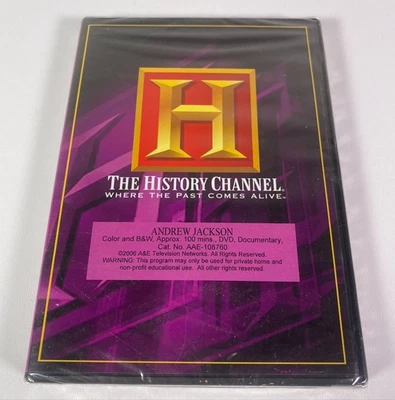 H
THE HISTORY CHANNEL.
WHERE THE PAST COMES ALIVE.™
ANDREW JACKSON
Color and B&W, Approx. 100 mins., DVD, Documentary,
Cat. No. AAE-108760
©2006 A&E Television Networks. All Rights Reserved.
WARNING: This program may only be used for private home and
non-profit educational use. All other rights reserved